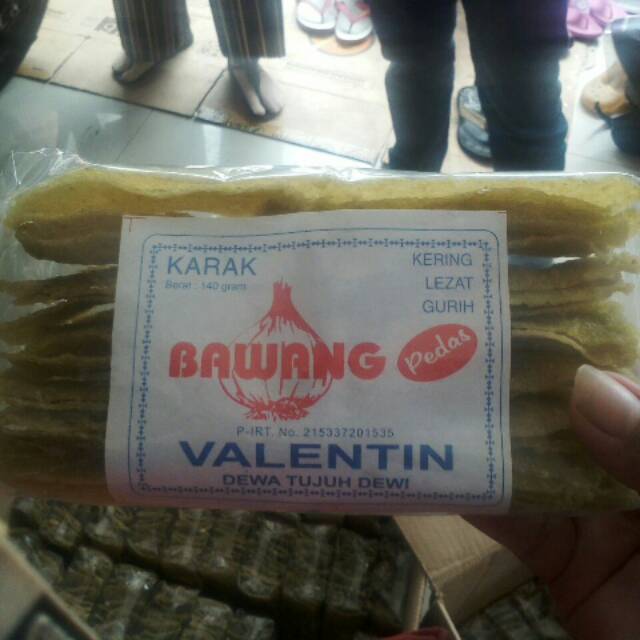 KARAK
Berat : 140 gram
KERING
LEZAT
GURIH
BAWANG
Pedas
P-IRT. No. 215337201535
VALENTIN
DEWA TUJUH DEWI